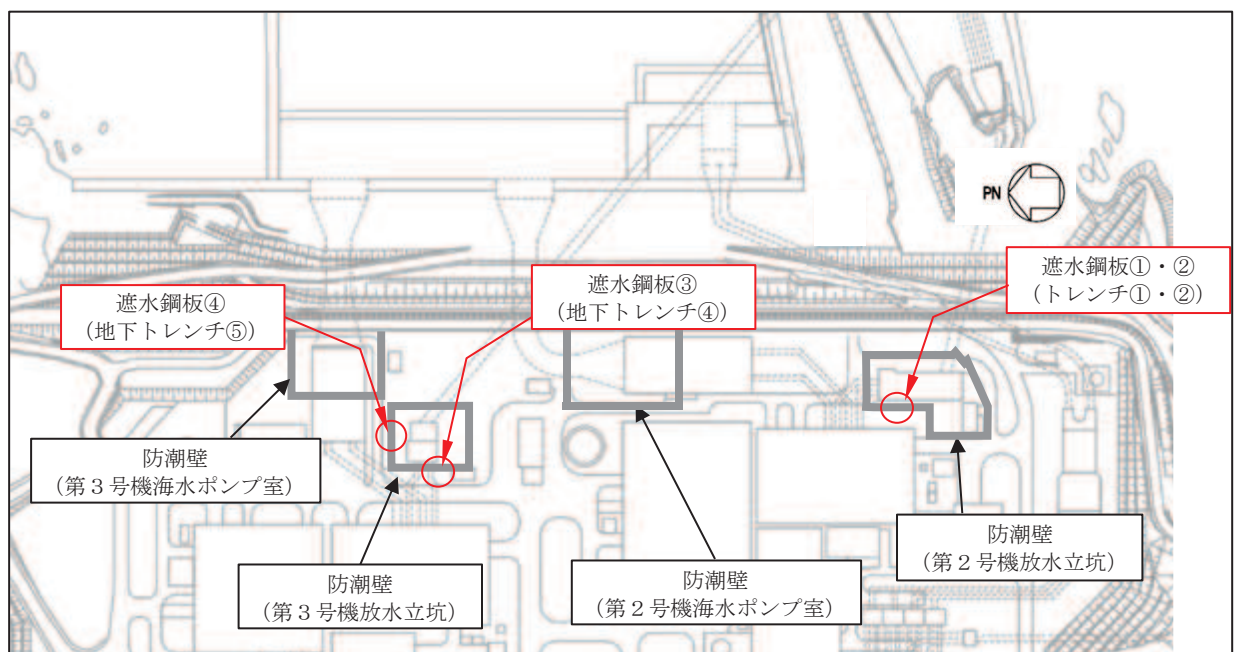 PN
遮水鋼板①・②
(トレンチ①・②)
遮水鋼板③
(地下トレンチ④)
遮水鋼板④
(地下トレンチ⑤)
防潮壁
(第3号機海水ポンプ室)
防潮壁
(第3号機放水立坑)
防潮壁
(第2号機海水ポンプ室)
防潮壁
(第2号機放水立坑)